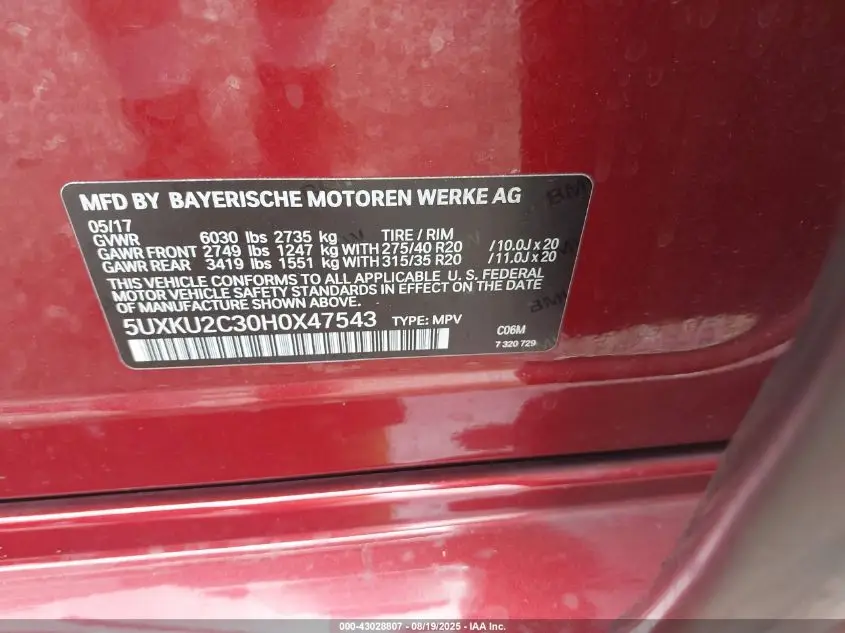 MFD BY BAYERISCHE MOTOREN WERKE AG
05/17
GVWR 6030 lbs 2735 kg TIRE / RIM
GAWR FRONT 2749 lbs 1247 kg WITH 275/40 R20 / 10.0J x 20
GAWR REAR 3419 lbs 1551 kg WITH 315/35 R20 / 11.0J x 20
THIS VEHICLE CONFORMS TO ALL APPLICABLE U. S. FEDERAL
MOTOR VEHICLE SAFETY STANDARDS IN EFFECT ON THE DATE
OF MANUFACTURE SHOWN ABOVE.
5UXKU2C30H0X47543 TYPE: MPV C06M
7 320 729
000-43028807 - 08/19/2025 - IAA Inc.